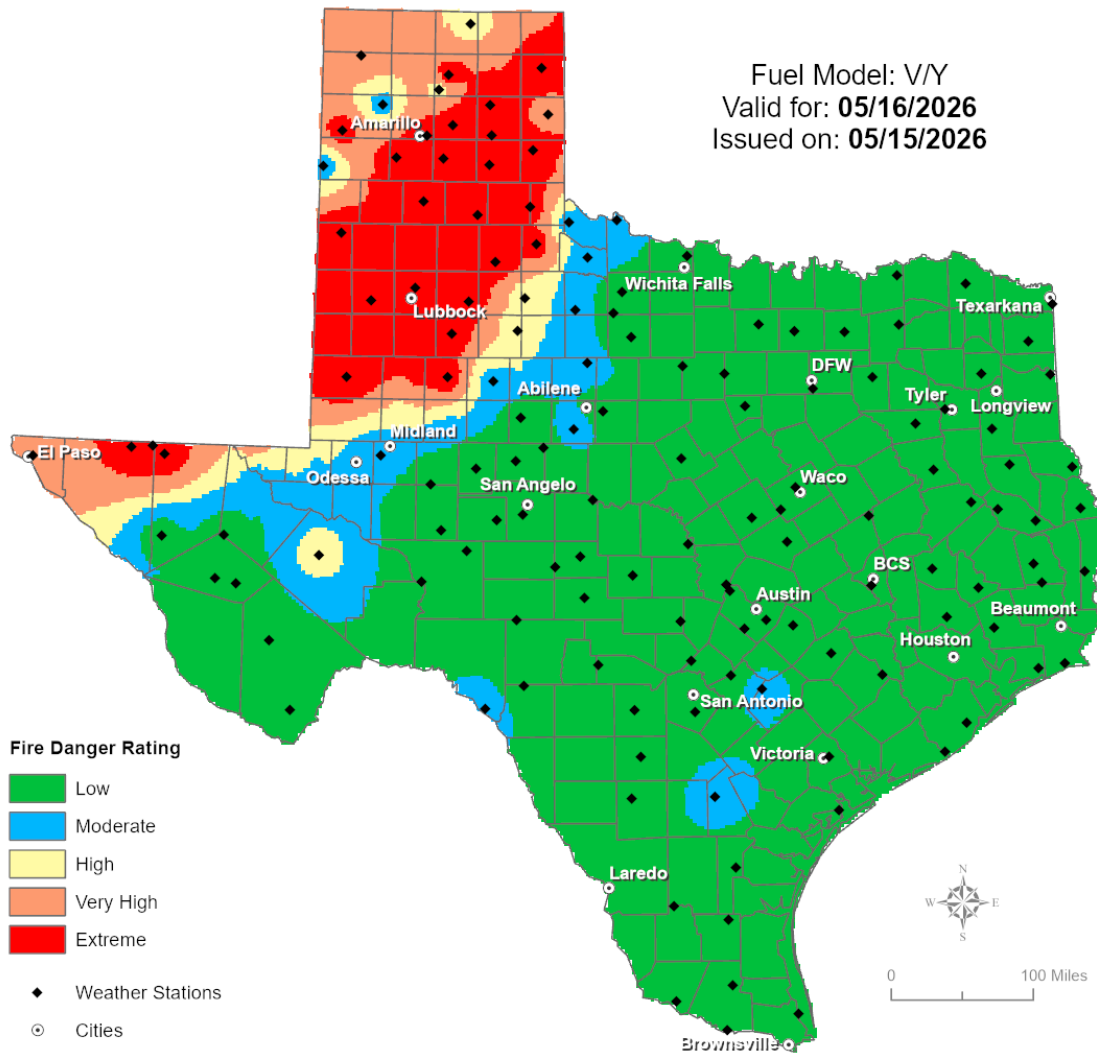 Fuel Model: V/Y
Valid for: 05/16/2026
Issued on: 05/15/2026
Amarillo
Wichita Falls
Texarkana
Lubbock
DFW
Abilene
Tyler
Longview
Midland
El Paso
Odessa
San Angelo
Waco
BCS
Austin
Beaumont
Houston
San Antonio
Victoria
Laredo
Brownsville
Fire Danger Rating
Low
Moderate
High
Very High
Extreme
Weather Stations
Cities
N
W E
S
0 100 Miles